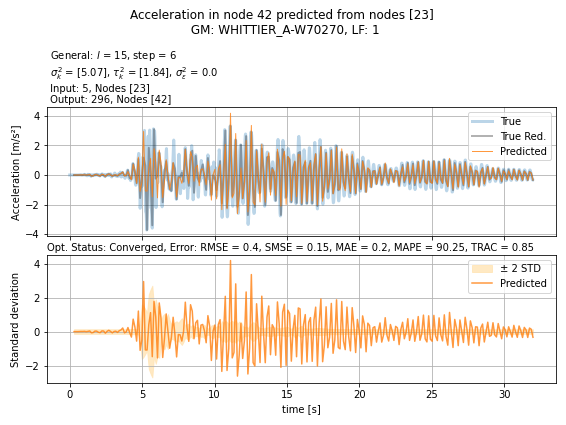 Acceleration in node 42 predicted from nodes [23]
GM: WHITTIER_A-W70270, LF: 1
General: l = 15, step = 6
σ²ₖ = [5.07], τ²ₖ = [1.84], σ²ε = 0.0
Input: 5, Nodes [23]
Output: 296, Nodes [42]
Acceleration [m/s²]
4
2
0
−2
−4
True
True Red.
Predicted
Opt. Status: Converged, Error: RMSE = 0.4, SMSE = 0.15, MAE = 0.2, MAPE = 90.25, TRAC = 0.85
Standard deviation
4
2
0
−2
± 2 STD
Predicted
0 5 10 15 20 25 30
time [s]